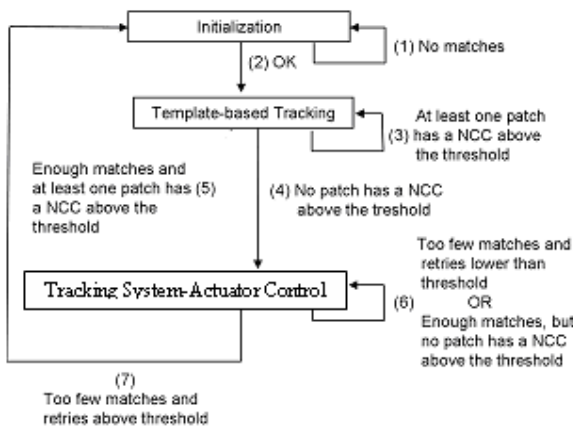 Initialization
(1) No matches
(2) OK
Template-based Tracking
(3)
At least one patch
has a NCC above
the threshold
Enough matches and
at least one patch has (5)
a NCC above the
threshold
(4) No patch has a NCC
above the treshold
Tracking System-Actuator Control
(6)
Too few matches and
retries lower than
threshold
OR
Enough matches, but
no patch has a NCC
above the threshold
(7)
Too few matches and
retries above threshold